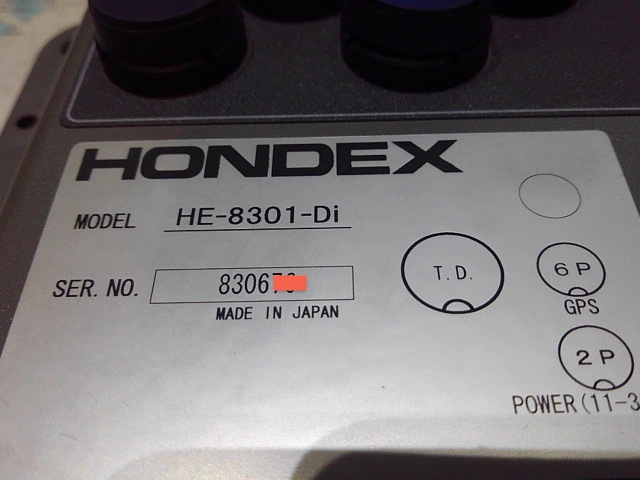 HONDEX
MODEL HE-8301-Di
SER. NO. 8306
MADE IN JAPAN
T.D.
6P
GPS
2P
POWER(11-3